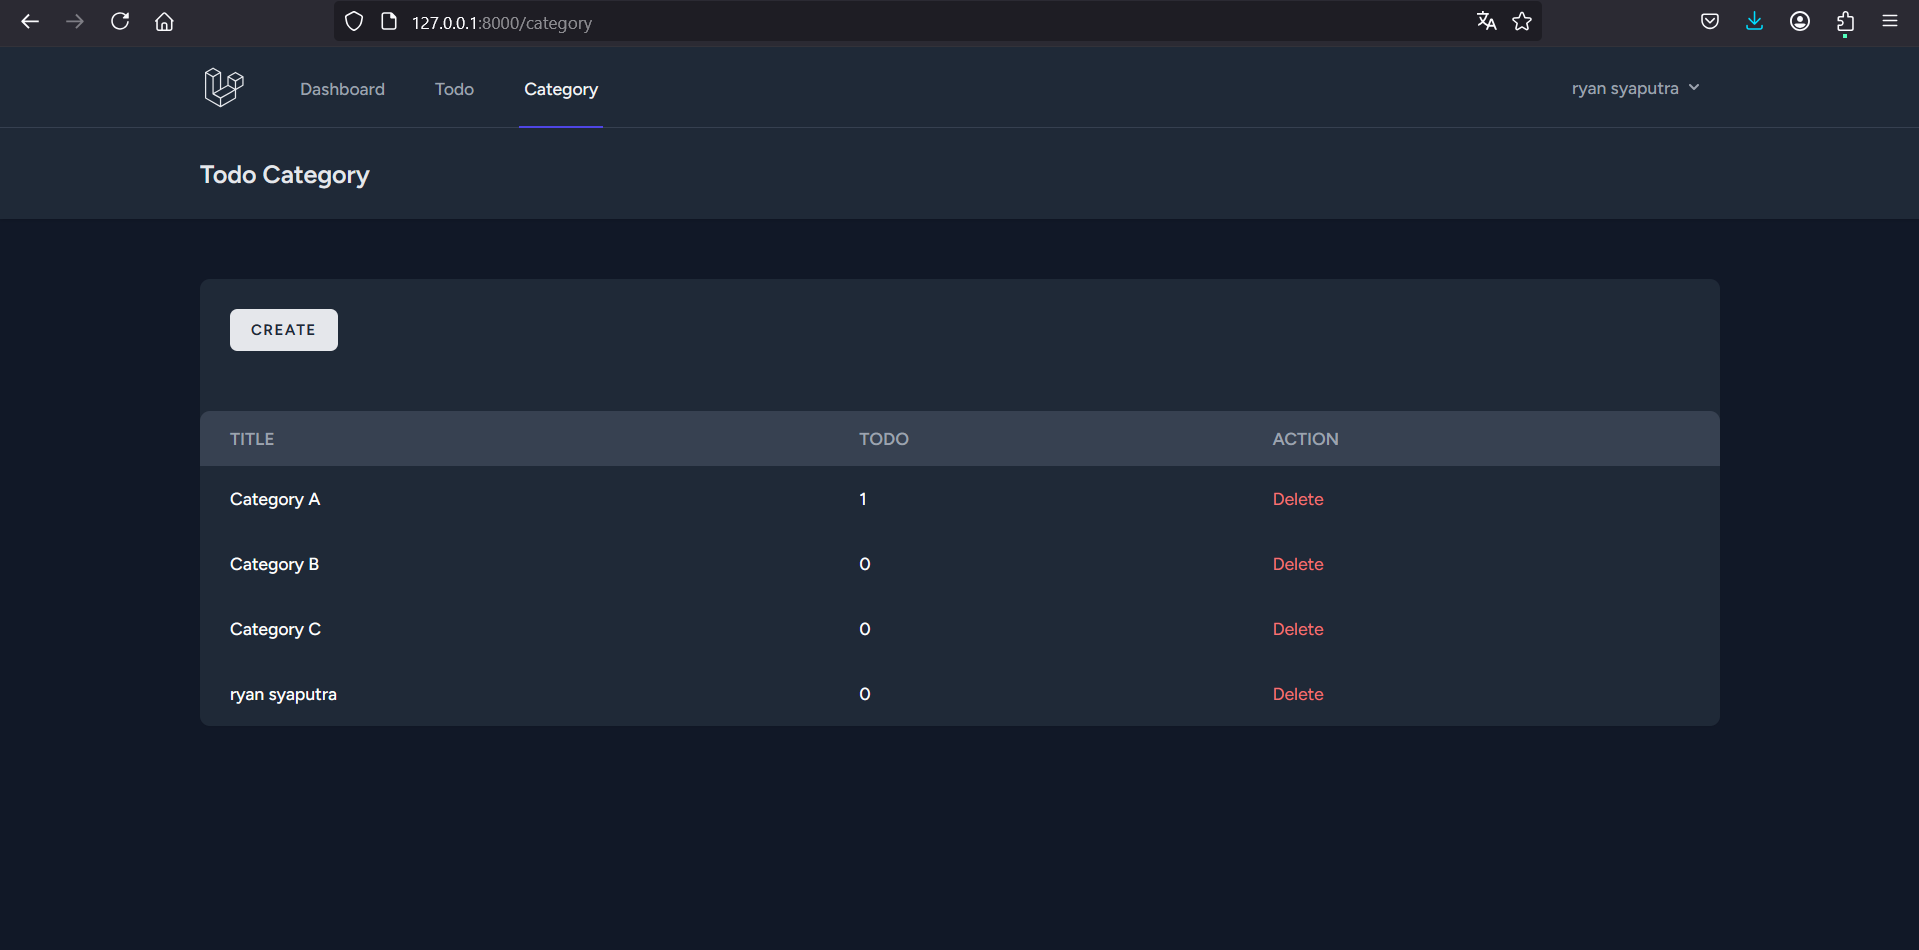 127.0.0.1:8000/category
Dashboard Todo Category ryan syaputra
Todo Category
CREATE
TITLE TODO ACTION
Category A 1 Delete
Category B 0 Delete
Category C 0 Delete
ryan syaputra 0 Delete